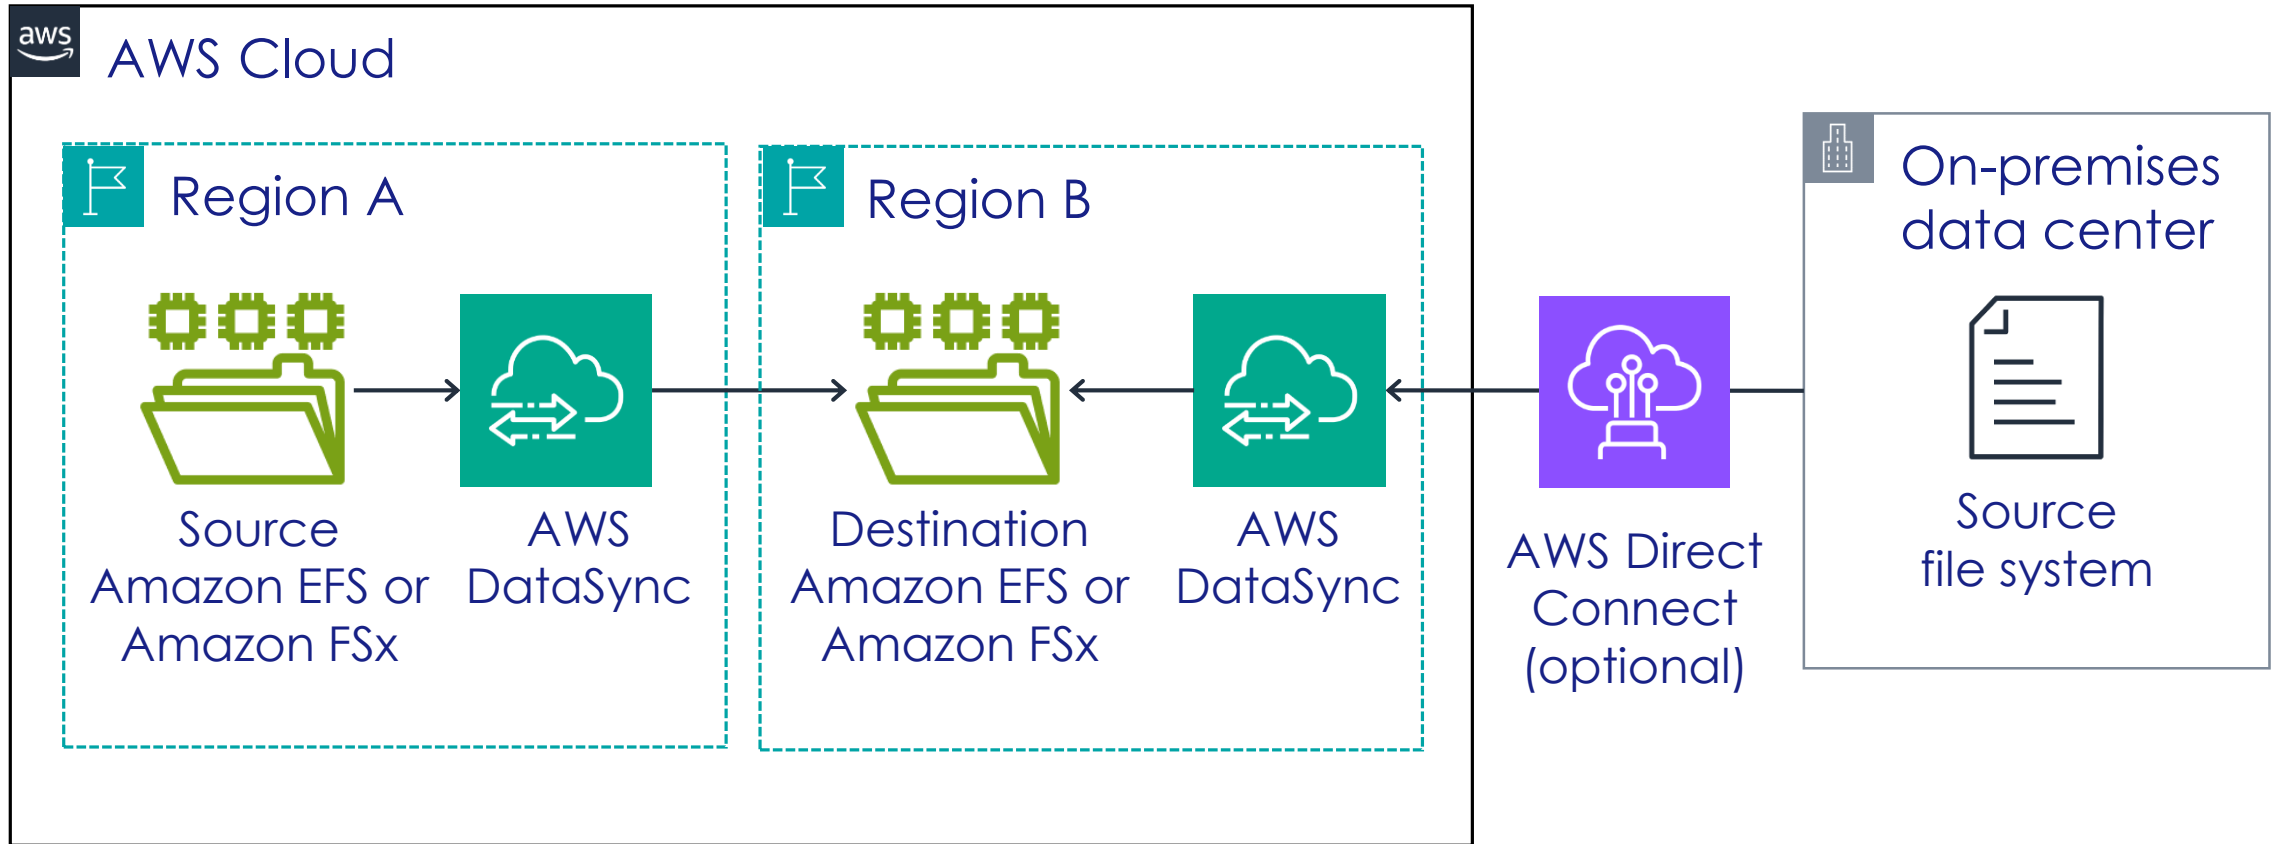 aws
AWS Cloud
Region A
Region B
On-premises
data center
Source
Amazon EFS or
Amazon FSx
AWS
DataSync
Destination
Amazon EFS or
Amazon FSx
AWS
DataSync
AWS Direct
Connect
(optional)
Source
file system